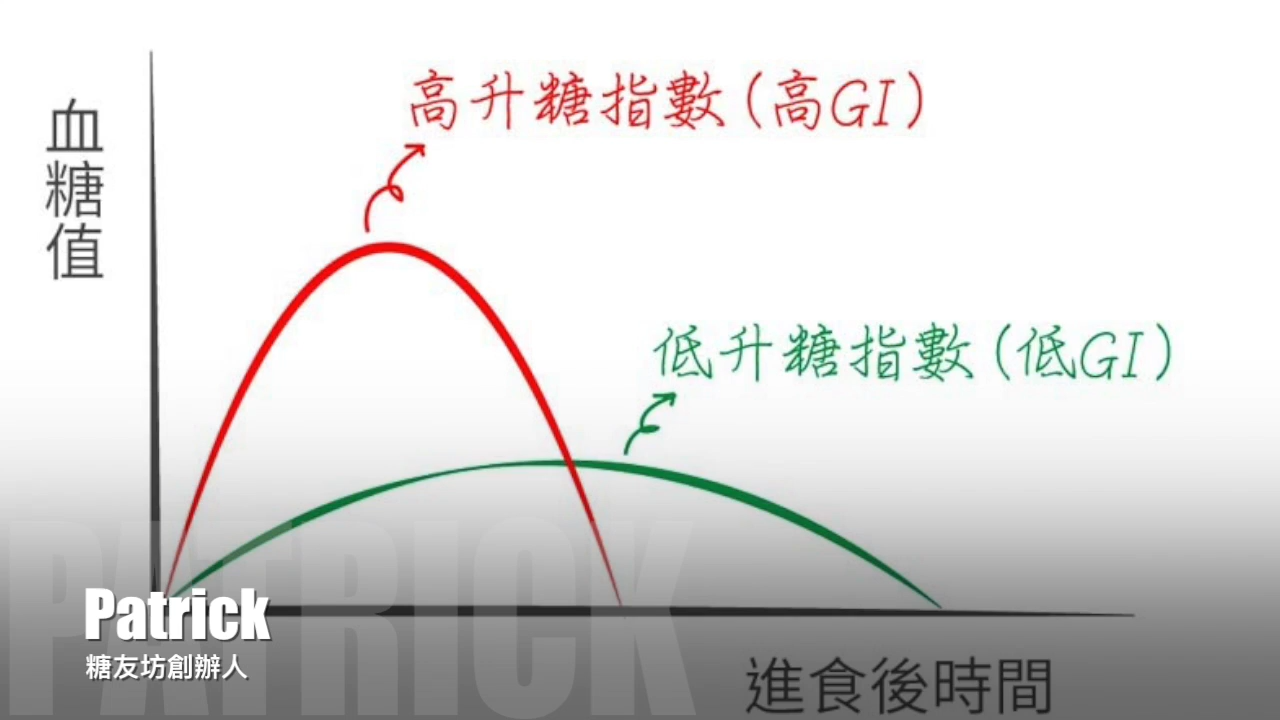 血糖值
高升糖指數(高GI)
低升糖指數(低GI)
PATRICK
Patrick
糖友坊創辦人
進食後時間